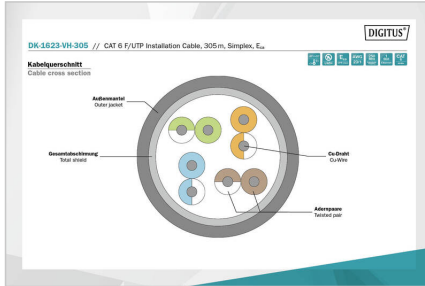 DIGITUS®
DK-1623-VH-305 // CAT 6 F/UTP Installation Cable, 305 m, Simplex, Eca
Kabelquerschnitt
Cable cross section
Außenmantel
Outer jacket
Gesamtabschirmung
Total shield
Cu-Draht
Cu-Wire
Adernpaare
Twisted pair